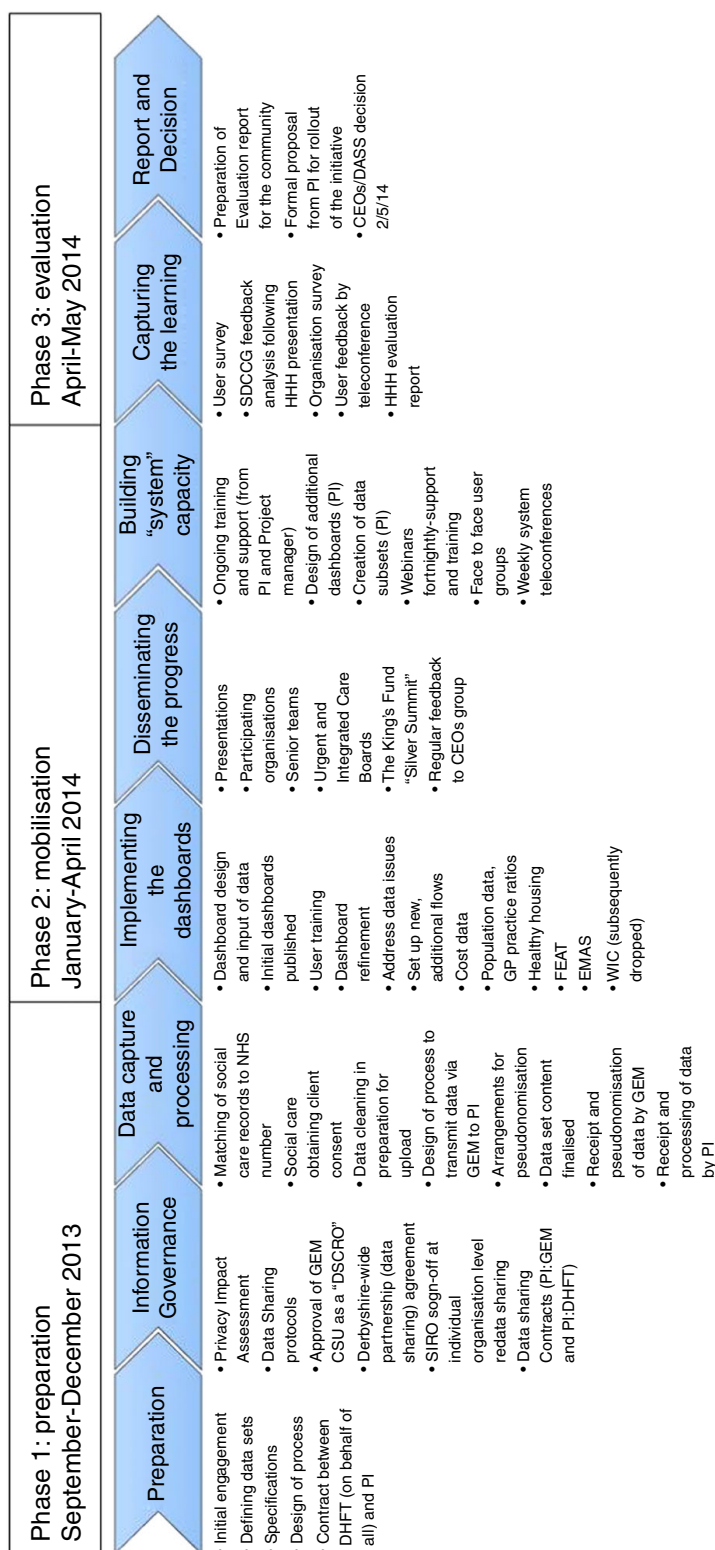 Phase 1: preparation
September-December 2013
Phase 2: mobilisation
January-April 2014
Phase 3: evaluation
April-May 2014
Preparation
Information
Governance
Data capture
and
processing
Implementing
the
dashboards
Disseminating
the progress
Building
“system”
capacity
Capturing
the learning
Report and
Decision
• Initial engagement
• Defining data sets
• Specifications
• Design of process
• Contract between
DHFT (on behalf of
all) and PI
• Privacy Impact
Assessment
• Data Sharing
protocols
• Approval of GEM
CSU as a “DSCRO”
• Derbyshire-wide
partnership (data
sharing) agreement
• SIRO sogn-off at
individual
organisation level
redata sharing
• Data sharing
Contracts (PI:GEM
and PI:DHFT)
• Matching of social
care records to NHS
number
• Social care
obtaining client
consent
• Data cleaning in
preparation for
upload
• Design of process to
transmit data via
GEM to PI
• Arrangements for
pseudonomisation
• Data set content
finalised
• Receipt and
pseudonomisation
of data by GEM
• Receipt and
processing of data
by PI
• Dashboard design
and input of data
• Initial dashboards
published
• User training
• Dashboard
refinement
• Address data issues
• Set up new,
additional flows
• Cost data
• Population data,
GP practice ratios
• Healthy housing
• FEAT
• EMAS
• WIC (subsequently
dropped)
• Presentations
• Participating
organisations
• Senior teams
• Urgent and
Integrated Care
Boards
• The King’s Fund
“Silver Summit”
• Regular feedback
to CEOs group
• Ongoing training
and support (from
PI and Project
manager)
• Design of additional
dashboards (PI)
• Creation of data
subsets (PI)
• Webinars
fortnightly-support
and training
• Face to face user
groups
• Weekly system
teleconferences
• User survey
• SDCCG feedback
analysis following
HHH presentation
• Organisation survey
• User feedback by
teleconference
• HHH evaluation
report
• Preparation of
Evaluation report
for the community
• Formal proposal
from PI for rollout
of the initiative
• CEOs/DASS decision
2/5/14